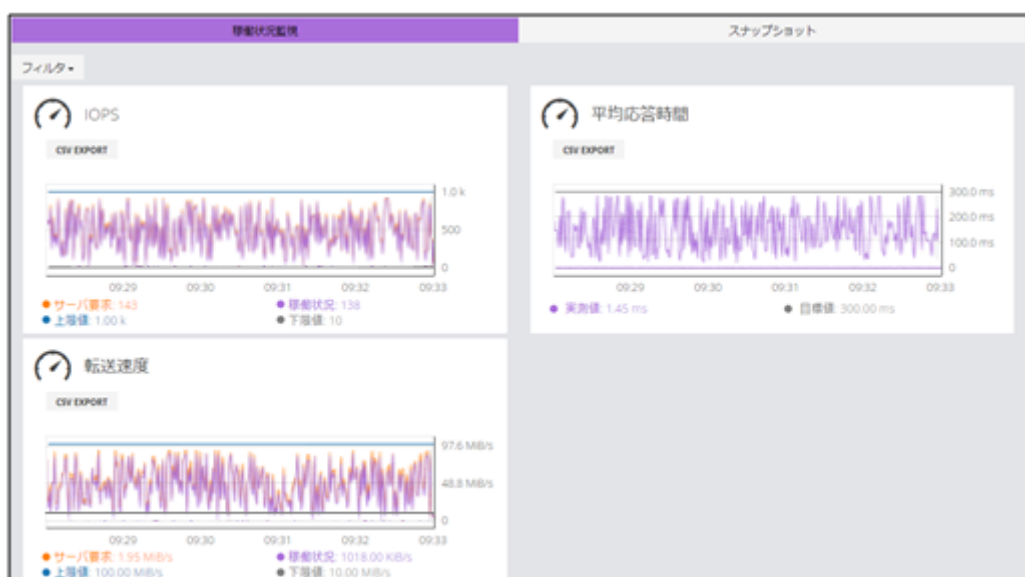 稼働状況監視
スナップショット
フィルタ▾
IOPS
CSV EXPORT
1.0 k
500
0
09:29 09:30 09:31 09:32 09:33
サーバ要求: 143 稼働状況: 138
上限値: 1.00 k 下限値: 10
平均応答時間
CSV EXPORT
300.0 ms
200.0 ms
100.0 ms
0
09:29 09:30 09:31 09:32 09:33
実測値: 1.45 ms 目標値: 300.00 ms
転送速度
CSV EXPORT
97.6 MiB/s
48.8 MiB/s
0
09:29 09:30 09:31 09:32 09:33
サーバ要求: 1.95 MiB/s 稼働状況: 1018.00 KiB/s
上限値: 100.00 MiB/s 下限値: 10.00 MiB/s